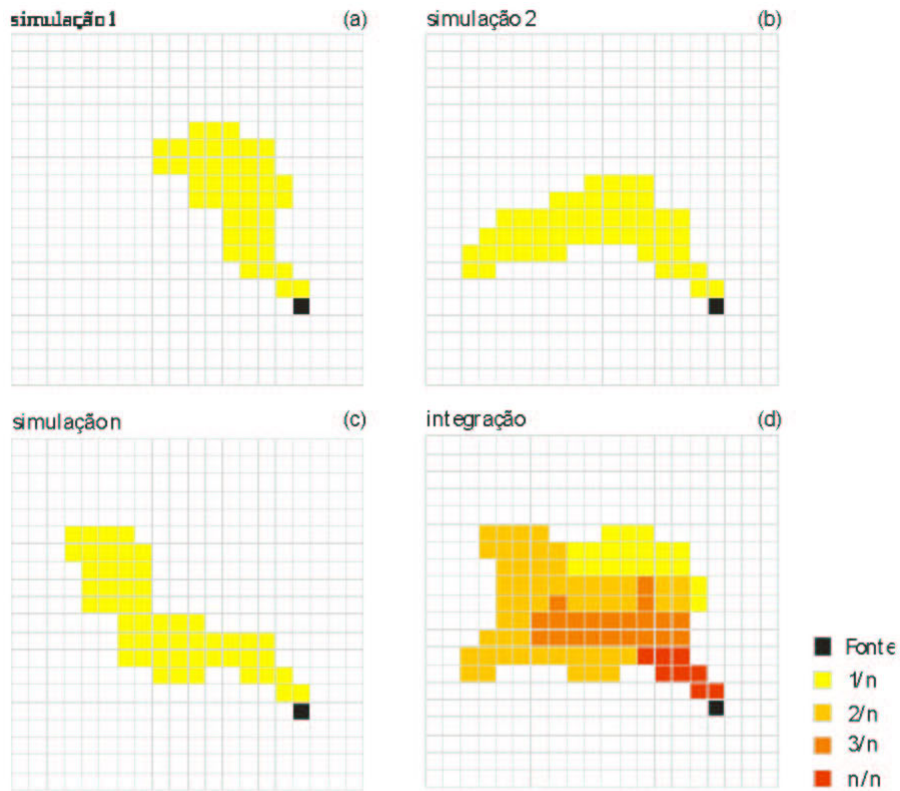 simulação 1 (a)
simulação 2 (b)
simulação n (c)
integração (d)
Fonte
1/n
2/n
3/n
n/n